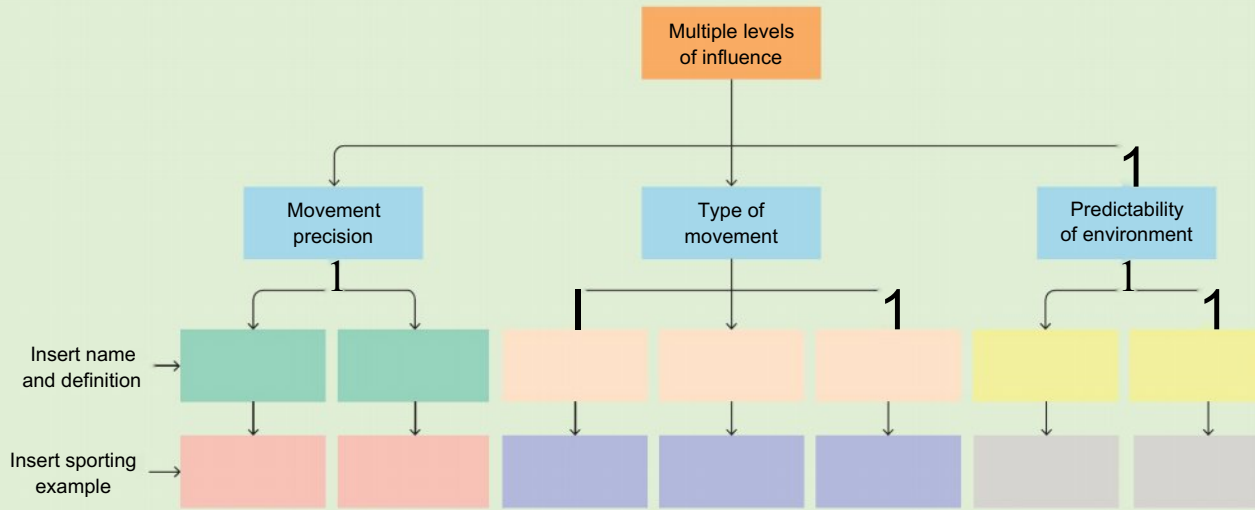 Multiple levels
of influence
1
Movement
precision
Type of
movement
Predictability
of environment
1
1
I
1
1
Insert name
and definition
Insert sporting
example